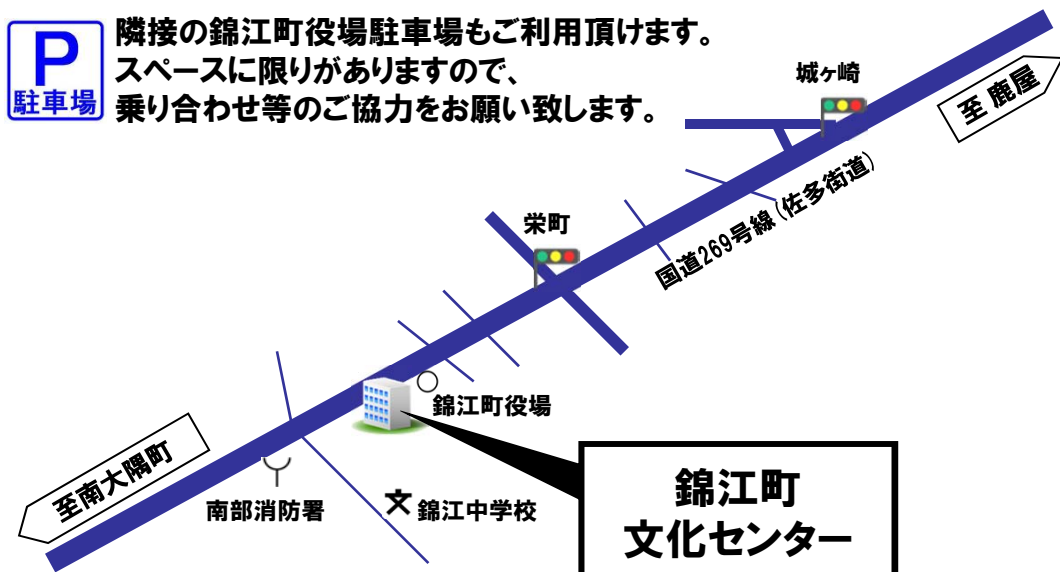 P
駐車場
隣接の錦江町役場駐車場もご利用頂けます。
スペースに限りがありますので、
乗り合わせ等のご協力をお願い致します。
城ヶ崎
至 鹿屋
国道269号線（佐多街道）
栄町
錦江町役場
至南大隅町
南部消防署
錦江中学校
錦江町
文化センター